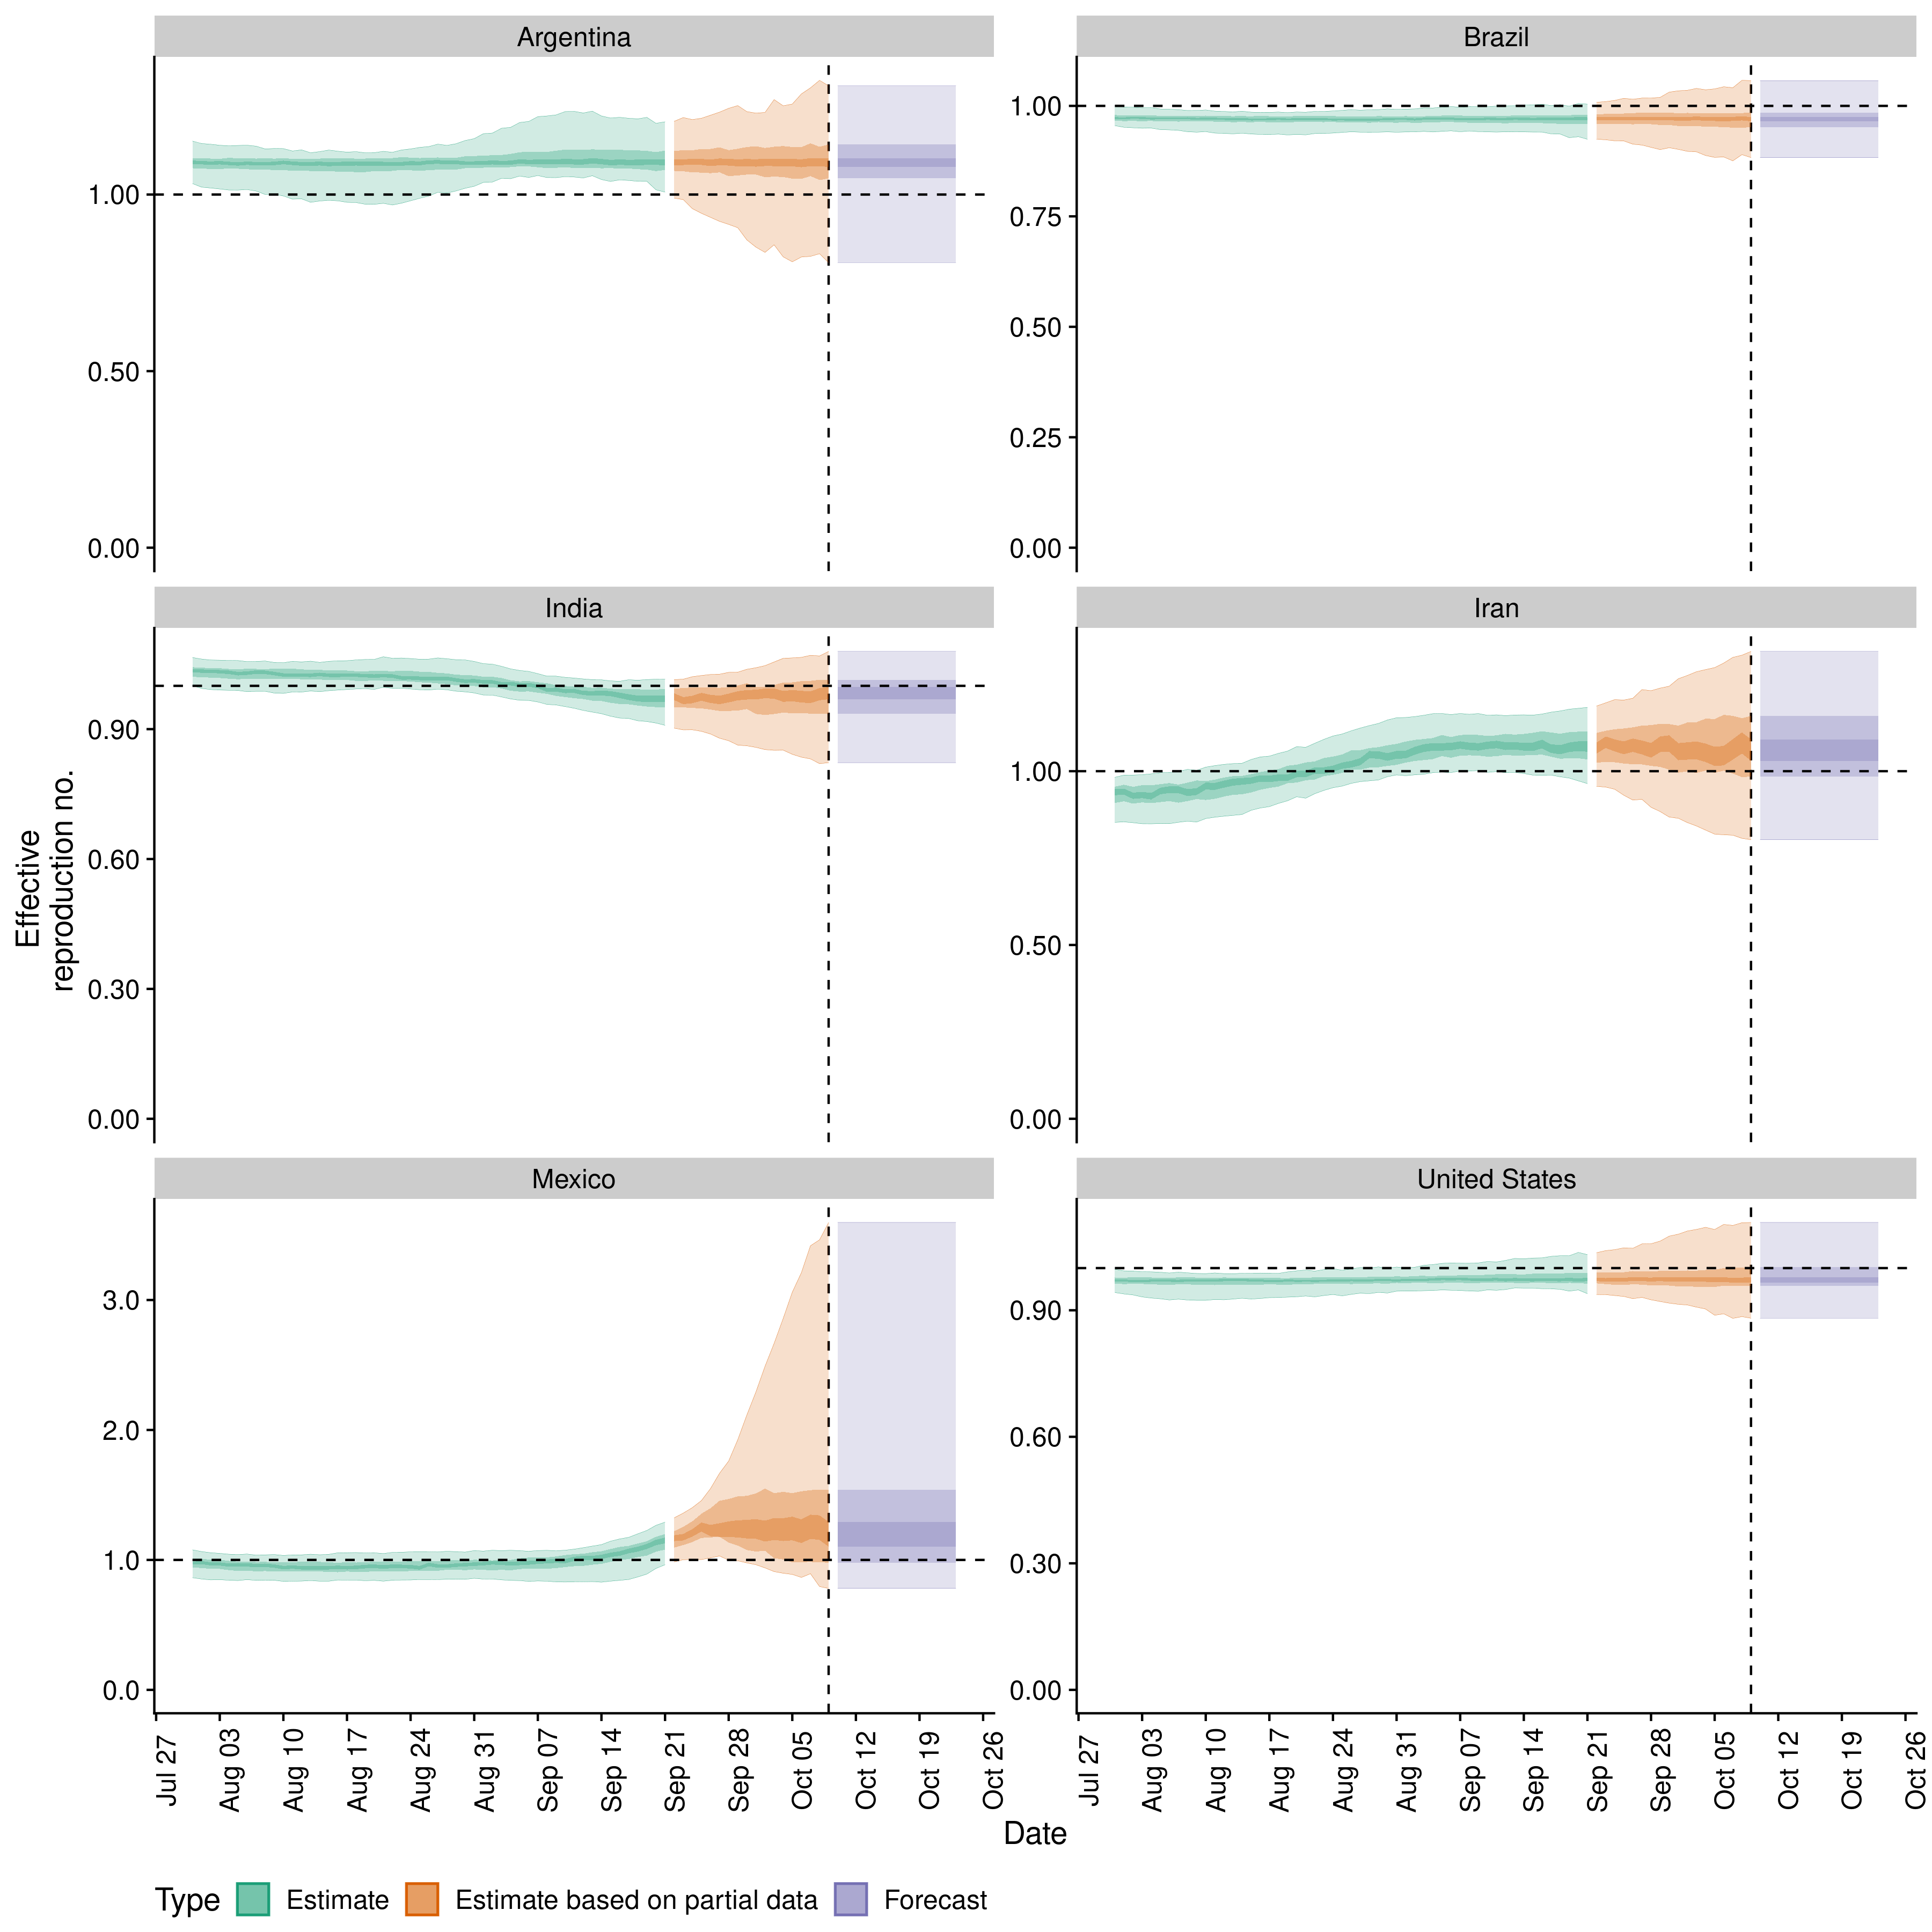 Argentina
Brazil
1.00
0.50
0.00
1.00
0.75
0.50
0.25
0.00
India
Iran
0.90
0.60
0.30
0.00
1.00
0.50
0.00
Effective
reproduction no.
Mexico
United States
3.0
2.0
1.0
0.0
0.90
0.60
0.30
0.00
Jul 27
Aug 03
Aug 10
Aug 17
Aug 24
Aug 31
Sep 07
Sep 14
Sep 21
Sep 28
Oct 05
Oct 12
Oct 19
Oct 26
Jul 27
Aug 03
Aug 10
Aug 17
Aug 24
Aug 31
Sep 07
Sep 14
Sep 21
Sep 28
Oct 05
Oct 12
Oct 19
Oct 26
Date
Type Estimate Estimate based on partial data Forecast